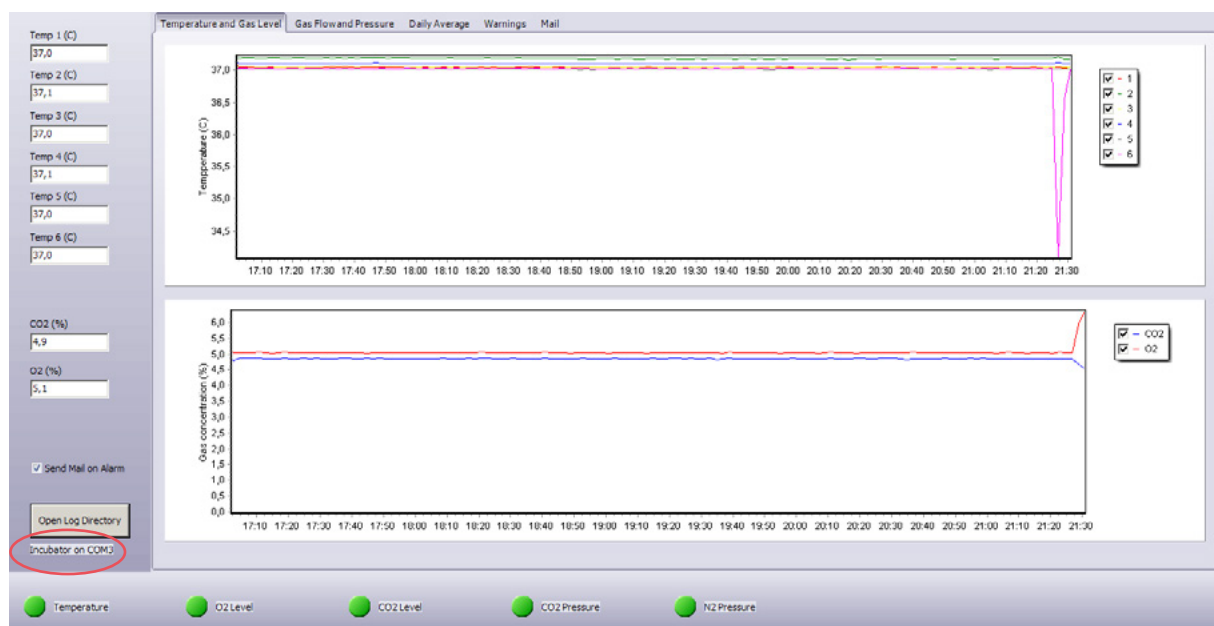 Temperature and Gas Level Gas Flow and Pressure Daily Average Warnings Mail
Temp 1 (C)
37,0
Temp 2 (C)
37,1
Temp 3 (C)
37,0
Temp 4 (C)
37,1
Temp 5 (C)
37,0
Temp 6 (C)
37,0
CO2 (%)
4,9
O2 (%)
5,1
Send Mail on Alarm
Open Log Directory
Incubator on COM3
Tempperature (C)
37,0
36,5
36,0
35,5
35,0
34,5
17:10 17:20 17:30 17:40 17:50 18:00 18:10 18:20 18:30 18:40 18:50 19:00 19:10 19:20 19:30 19:40 19:50 20:00 20:10 20:20 20:30 20:40 20:50 21:00 21:10 21:20 21:30
1
2
3
4
5
6
Gas concentration (%)
6,0
5,5
5,0
4,5
4,0
3,5
3,0
2,5
2,0
1,5
1,0
0,5
0,0
17:10 17:20 17:30 17:40 17:50 18:00 18:10 18:20 18:30 18:40 18:50 19:00 19:10 19:20 19:30 19:40 19:50 20:00 20:10 20:20 20:30 20:40 20:50 21:00 21:10 21:20 21:30
CO2
O2
Temperature O2 Level CO2 Level CO2 Pressure N2 Pressure